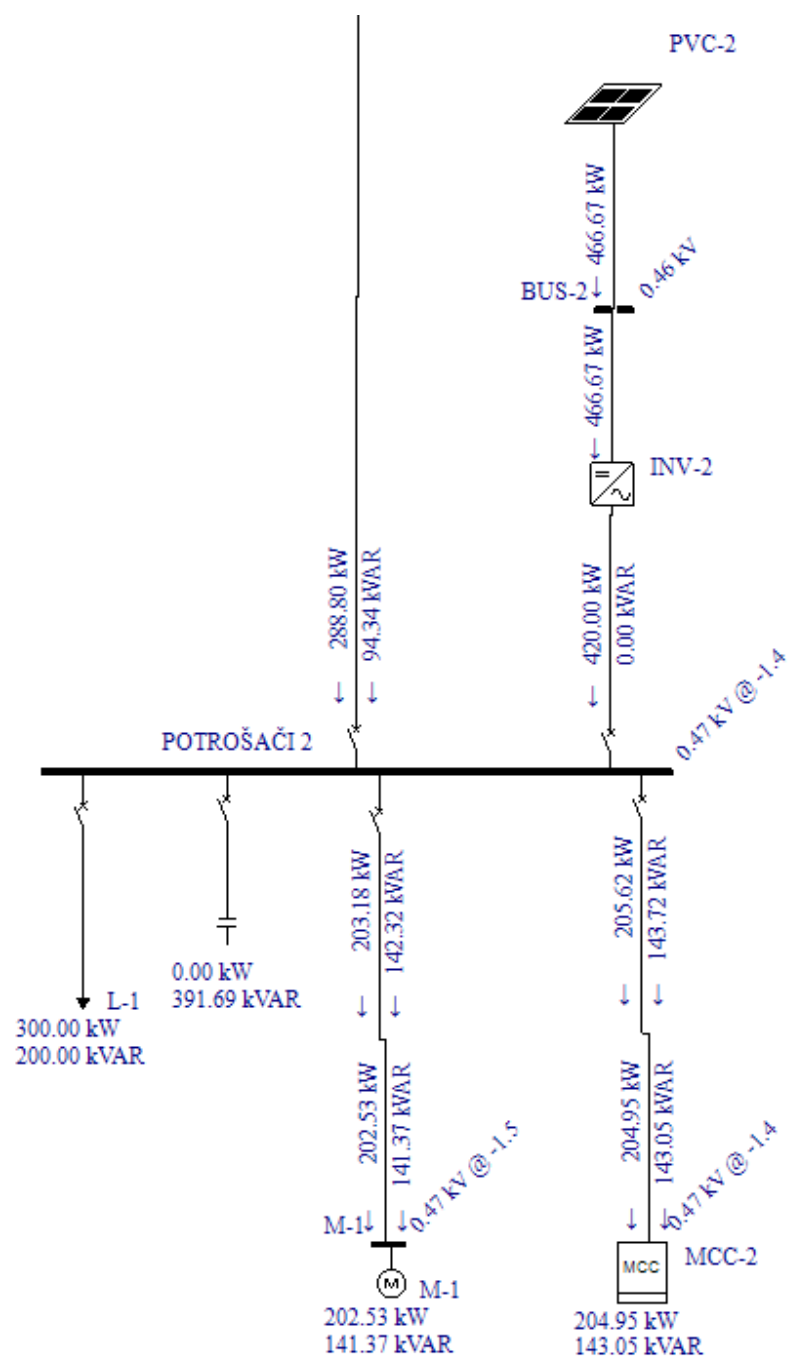 PVC-2
466.67 kW
0.46 kV
BUS-2
466.67 kW
INV-2
288.80 kW
94.34 kVAR
420.00 kW
0.00 kVAR
0.47 kV @ -1.4
POTROŠAČI 2
203.18 kW
142.32 kVAR
205.62 kW
143.72 kVAR
L-1
300.00 kW
200.00 kVAR
0.00 kW
391.69 kVAR
202.53 kW
141.37 kVAR
0.47 kV @ -1.5
204.95 kW
143.05 kVAR
0.47 kV @ -1.4
M-1
M
M-1
202.53 kW
141.37 kVAR
MCC
MCC-2
204.95 kW
143.05 kVAR